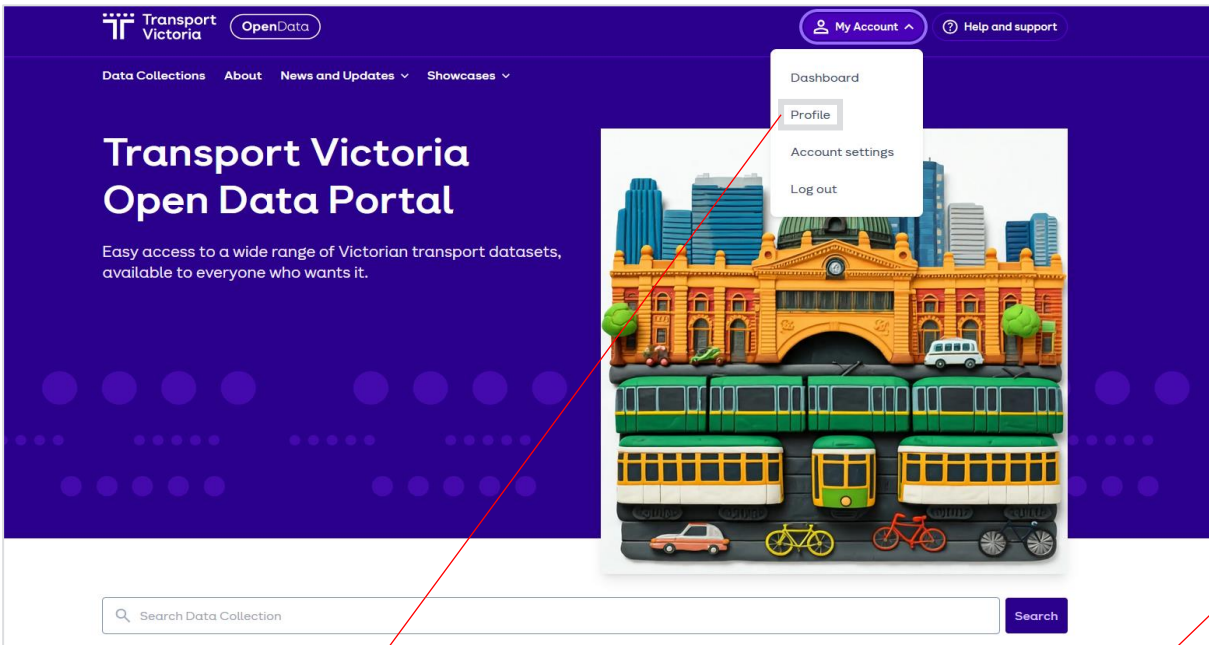 Transport
Victoria
OpenData
My Account
Help and support
Data Collections About News and Updates Showcases
Dashboard
Profile
Account settings
Log out
Transport Victoria
Open Data Portal
Easy access to a wide range of Victorian transport datasets,
available to everyone who wants it.
Search Data Collection
Search